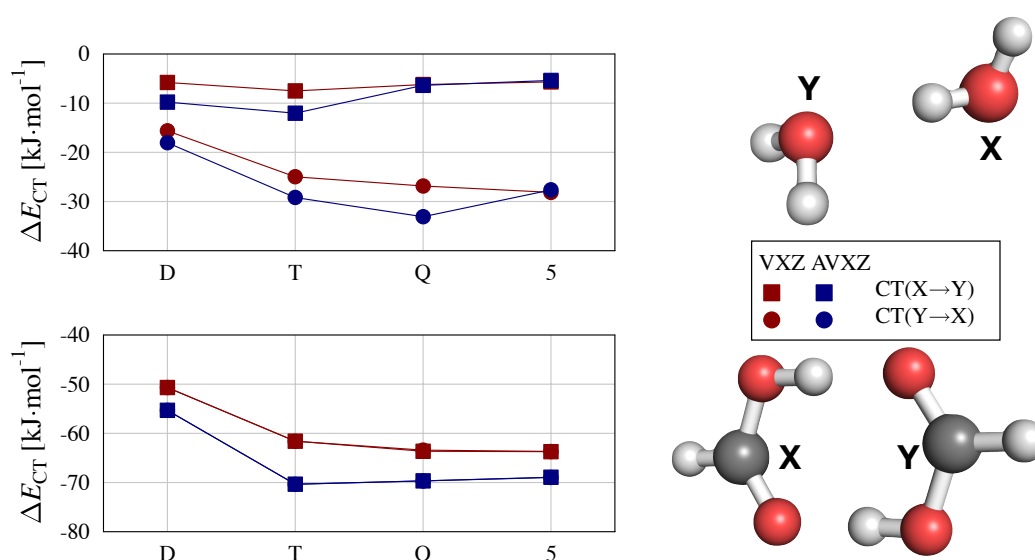 0
-10
-20
-30
-40
ΔE_CT [kJ·mol⁻¹]
D T Q 5
-40
-50
-60
-70
-80
ΔE_CT [kJ·mol⁻¹]
D T Q 5
Y
X
VXZ AVXZ
CT(X→Y)
CT(Y→X)
X Y